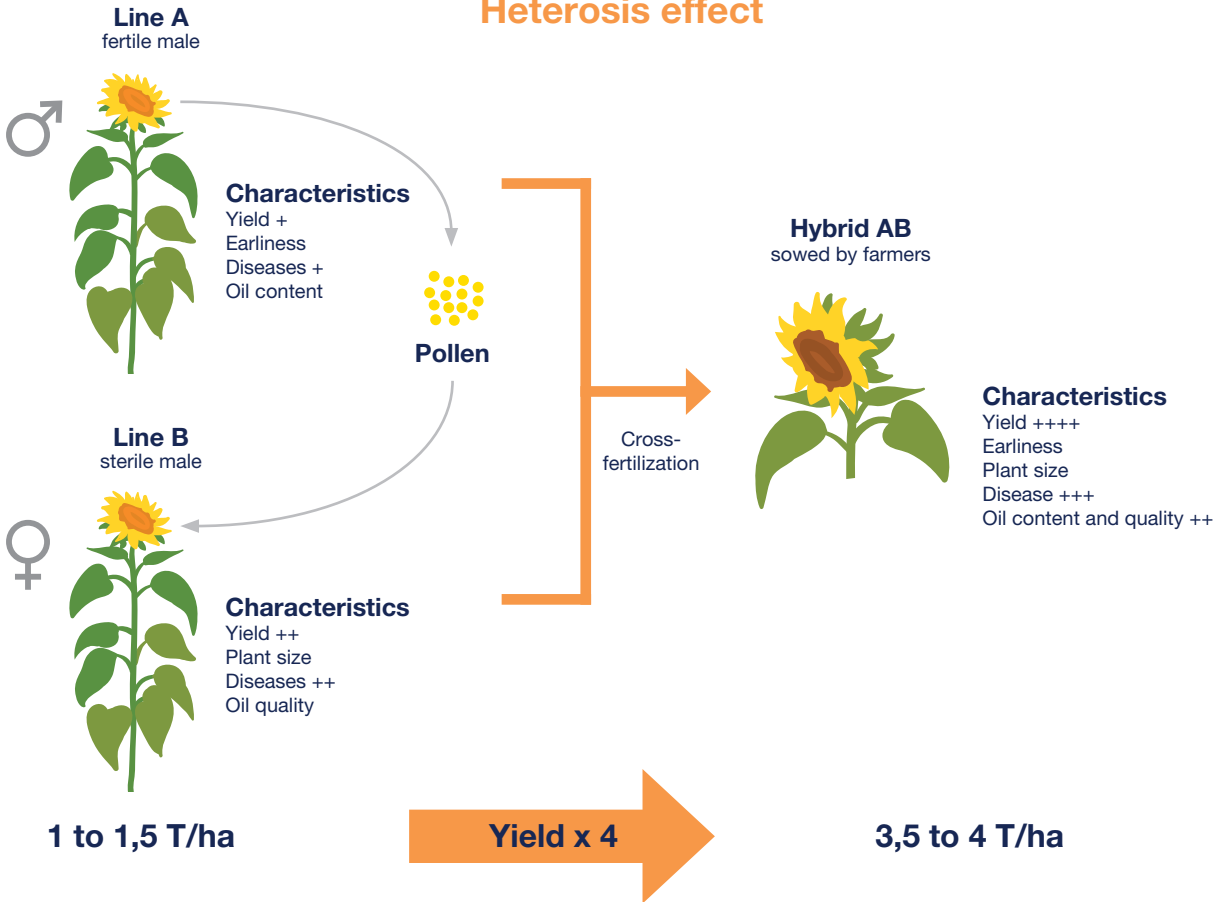 Heterosis effect
Line A
fertile male
Characteristics
Yield +
Earliness
Diseases +
Oil content
Pollen
Line B
sterile male
Characteristics
Yield ++
Plant size
Diseases ++
Oil quality
Cross-
fertilization
Hybrid AB
sowed by farmers
Characteristics
Yield ++++
Earliness
Plant size
Disease +++
Oil content and quality ++
1 to 1,5 T/ha
Yield x 4
3,5 to 4 T/ha